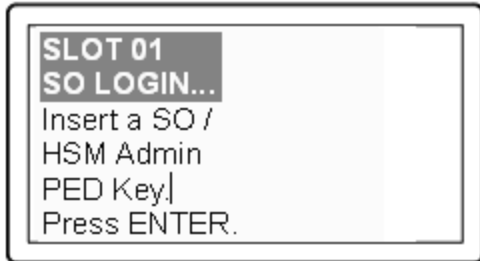 SLOT 01
SO LOGIN...
Insert a SO /
HSM Admin
PED Key.
Press ENTER.